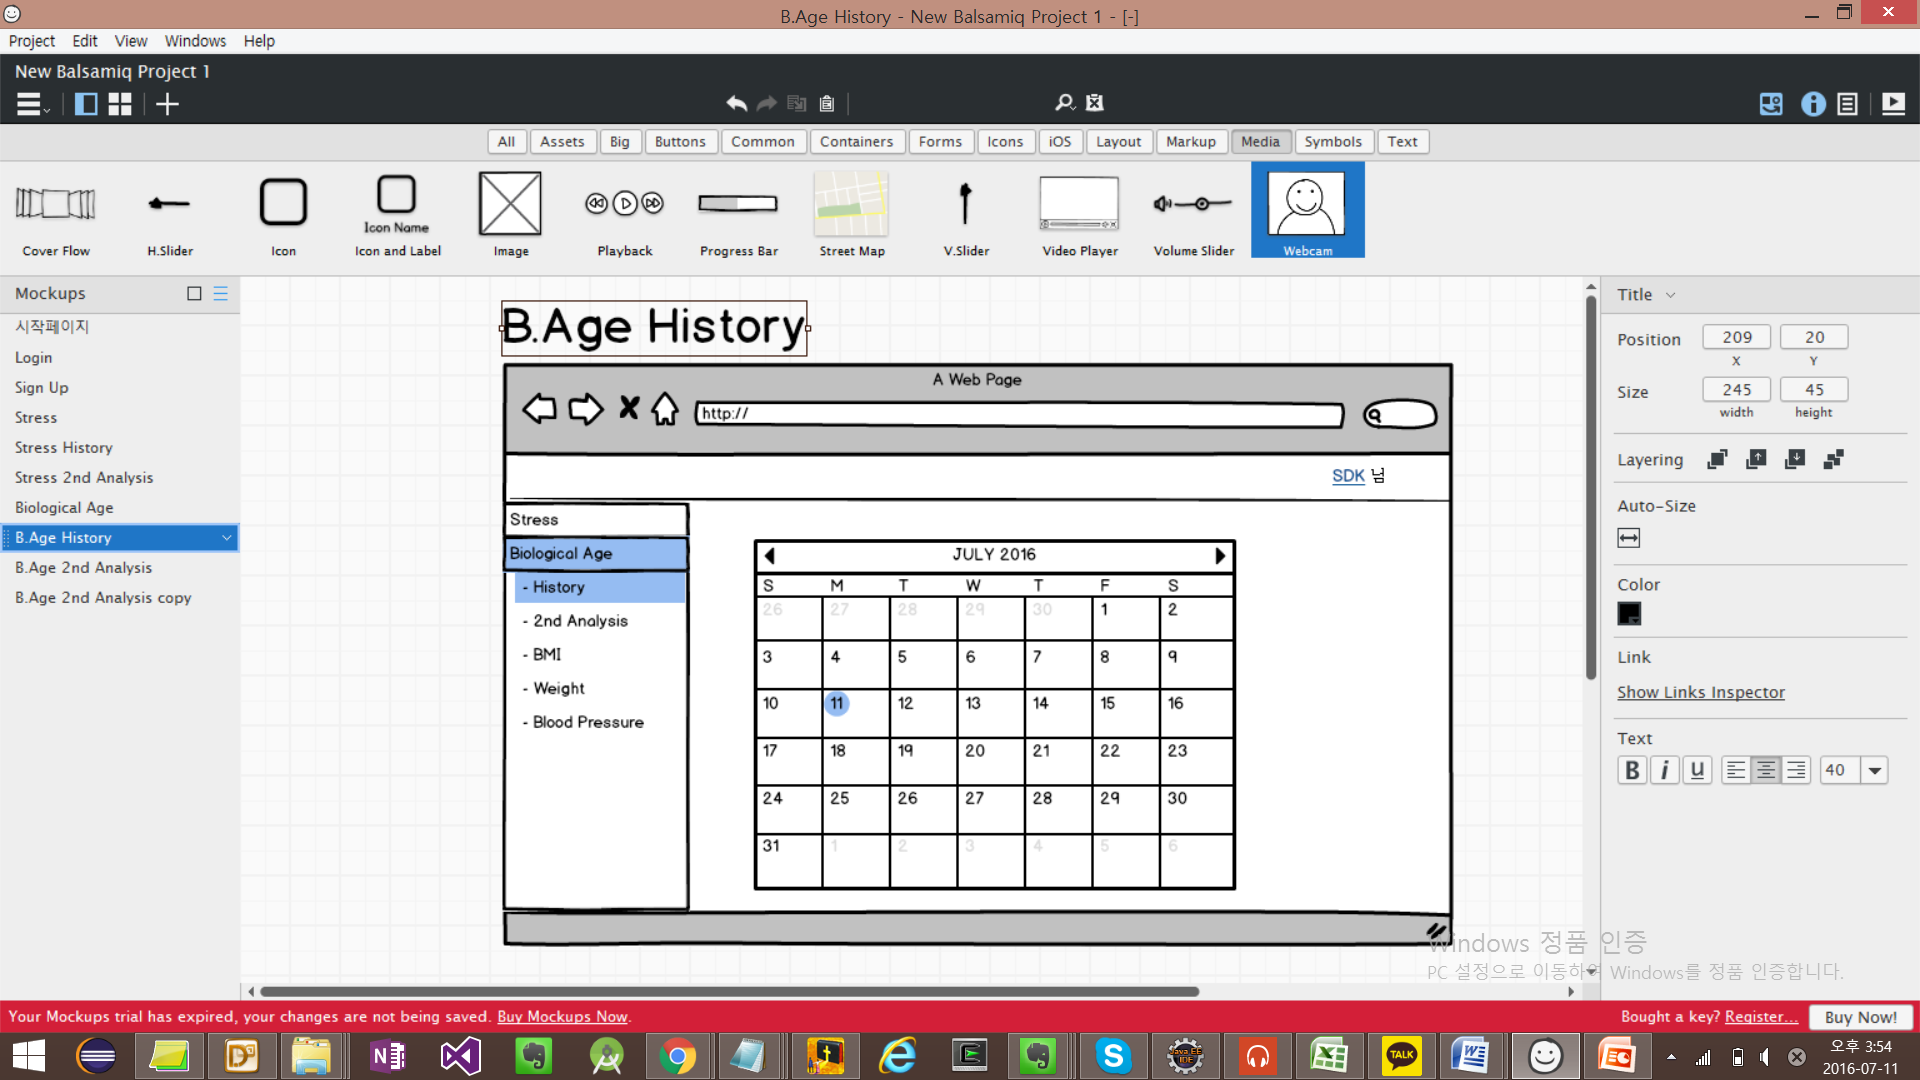 B.Age History - New Balsamiq Project 1 - [-]
Project Edit View Windows Help
New Balsamiq Project 1
All Assets Big Buttons Common Containers Forms Icons iOS Layout Markup Media Symbols Text
Icon Name
Cover Flow H.Slider Icon Icon and Label Image Playback Progress Bar Street Map V.Slider Video Player Volume Slider Webcam
Mockups
시작페이지
Login
Sign Up
Stress
Stress History
Stress 2nd Analysis
Biological Age
B.Age History
B.Age 2nd Analysis
B.Age 2nd Analysis copy
B.Age History
A Web Page
http://
SDK 님
Stress
Biological Age
- History
- 2nd Analysis
- BMI
- Weight
- Blood Pressure
JULY 2016
S M T W T F S
26 27 28 29 30 1 2
3 4 5 6 7 8 9
10 11 12 13 14 15 16
17 18 19 20 21 22 23
24 25 26 27 28 29 30
31 1 2 3 4 5 6
Title
Position 209 20
X Y
Size 245 45
width height
Layering
Auto-Size
Color
Link
Show Links Inspector
Text
B i U 40
Windows 정품 인증
PC 설정으로 이동하여 Windows를 정품 인증합니다.
Your Mockups trial has expired, your changes are not being saved. Buy Mockups Now.
Bought a key? Register... Buy Now!
Java EE
IDE
TALK
오후 3:54
2016-07-11